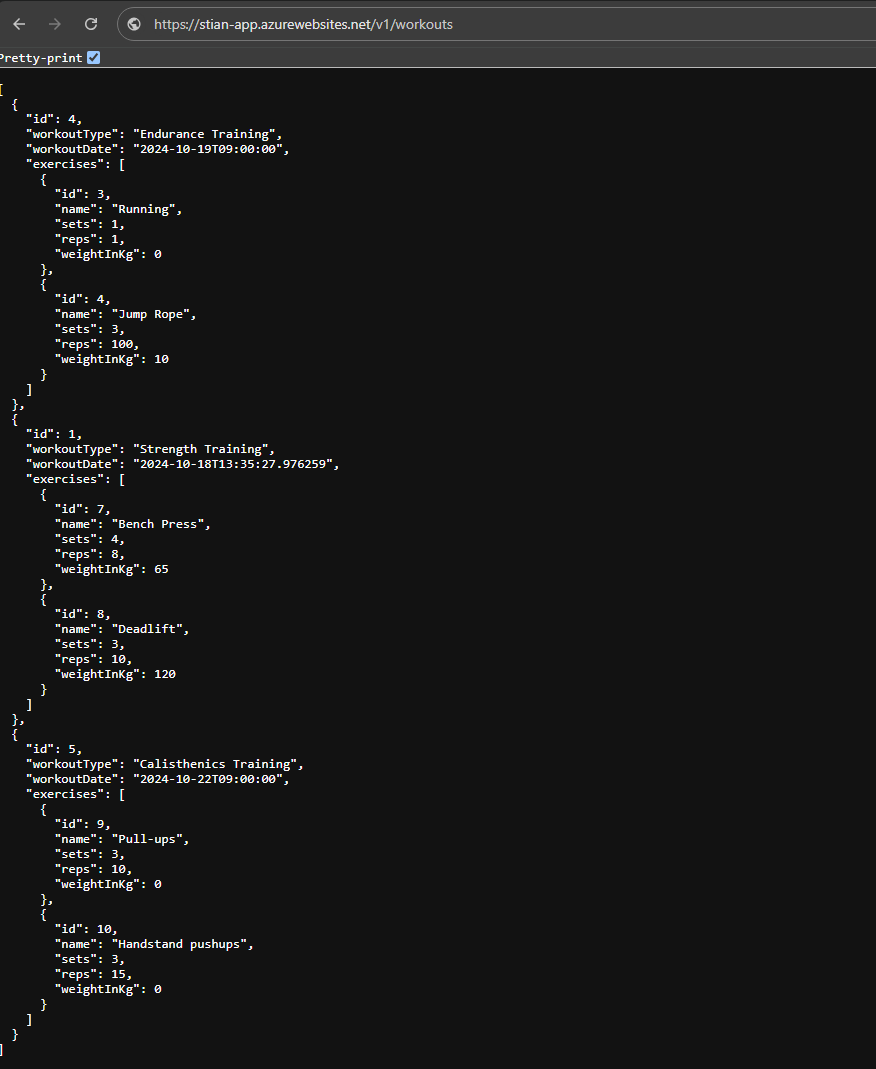 https://stian-app.azurewebsites.net/v1/workouts
Pretty-print
[
  {
    "id": 4,
    "workoutType": "Endurance Training",
    "workoutDate": "2024-10-19T09:00:00",
    "exercises": [
      {
        "id": 3,
        "name": "Running",
        "sets": 1,
        "reps": 1,
        "weightInKg": 0
      },
      {
        "id": 4,
        "name": "Jump Rope",
        "sets": 3,
        "reps": 100,
        "weightInKg": 10
      }
    ]
  },
  {
    "id": 1,
    "workoutType": "Strength Training",
    "workoutDate": "2024-10-18T13:35:27.976259",
    "exercises": [
      {
        "id": 7,
        "name": "Bench Press",
        "sets": 4,
        "reps": 8,
        "weightInKg": 65
      },
      {
        "id": 8,
        "name": "Deadlift",
        "sets": 3,
        "reps": 10,
        "weightInKg": 120
      }
    ]
  },
  {
    "id": 5,
    "workoutType": "Calisthenics Training",
    "workoutDate": "2024-10-22T09:00:00",
    "exercises": [
      {
        "id": 9,
        "name": "Pull-ups",
        "sets": 3,
        "reps": 10,
        "weightInKg": 0
      },
      {
        "id": 10,
        "name": "Handstand pushups",
        "sets": 3,
        "reps": 15,
        "weightInKg": 0
      }
    ]
  }
]